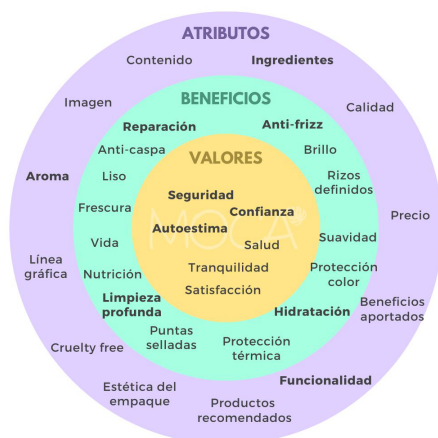 ATRIBUTOS
Contenido
Ingredientes
Imagen
Calidad
BENEFICIOS
Reparación
Anti-frizz
Anti-caspa
Brillo
VALORES
Aroma
Liso
Rizos
definidos
Seguridad
Frescura
Confianza
Precio
MOCA
Autoestima
Vida
Salud
Suavidad
Línea
gráfica
Nutrición
Tranquilidad
Protección
color
Satisfacción
Limpieza
profunda
Hidratación
Beneficios
aportados
Puntas
selladas
Protección
térmica
Cruelty free
Funcionalidad
Estética del
empaque
Productos
recomendados